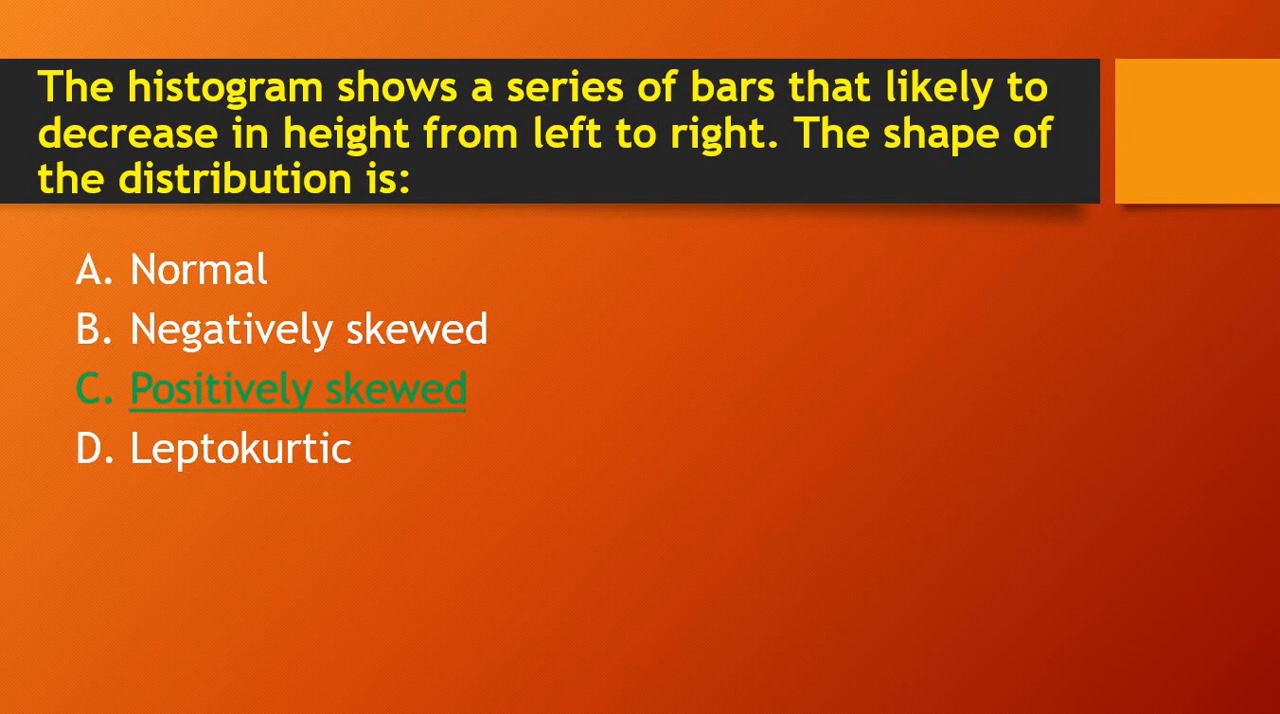 The histogram shows a series of bars that likely to
decrease in height from left to right. The shape of
the distribution is:
A. Normal
B. Negatively skewed
C. Positively skewed
D. Leptokurtic